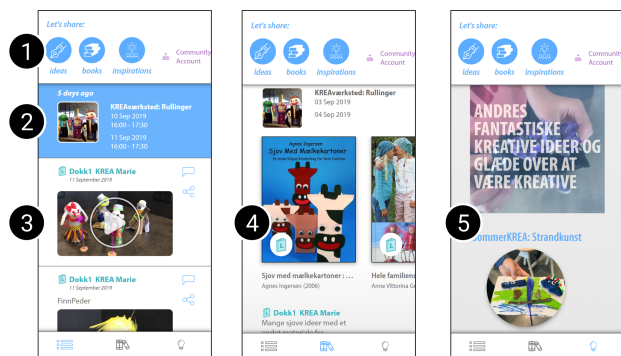 Let's share:
1
ideas
books
inspirations
Community
Account
5 days ago
2
KREAværksted: Rullinger
10 Sep 2019
16:00 - 17:30
11 Sep 2019
16:00 - 17:30
Dokk1 KREA Marie
11 September 2019
3
Dokk1 KREA Marie
11 September 2019
FinnPeder
Let's share:
ideas
books
inspirations
Community
Account
KREAværksted: Rullinger
03 Sep 2019
04 Sep 2019
Agnes Ingersen
Sjov Med Mælkekartoner
4
Sjov med mælkekartoner : ...
Agnes Ingersen (2006)
Hele familiens
Anne Vittorina G
Dokk1 KREA Marie
Mange sjove ideer med et
andet materiale fra
Let's share:
ideas
books
inspirations
Community
Account
ANDRES
FANTASTISKE
KREATIVE IDEER OG
GLÆDE OVER AT
VÆRE KREATIVE
5
SommerKREA: Strandkunst